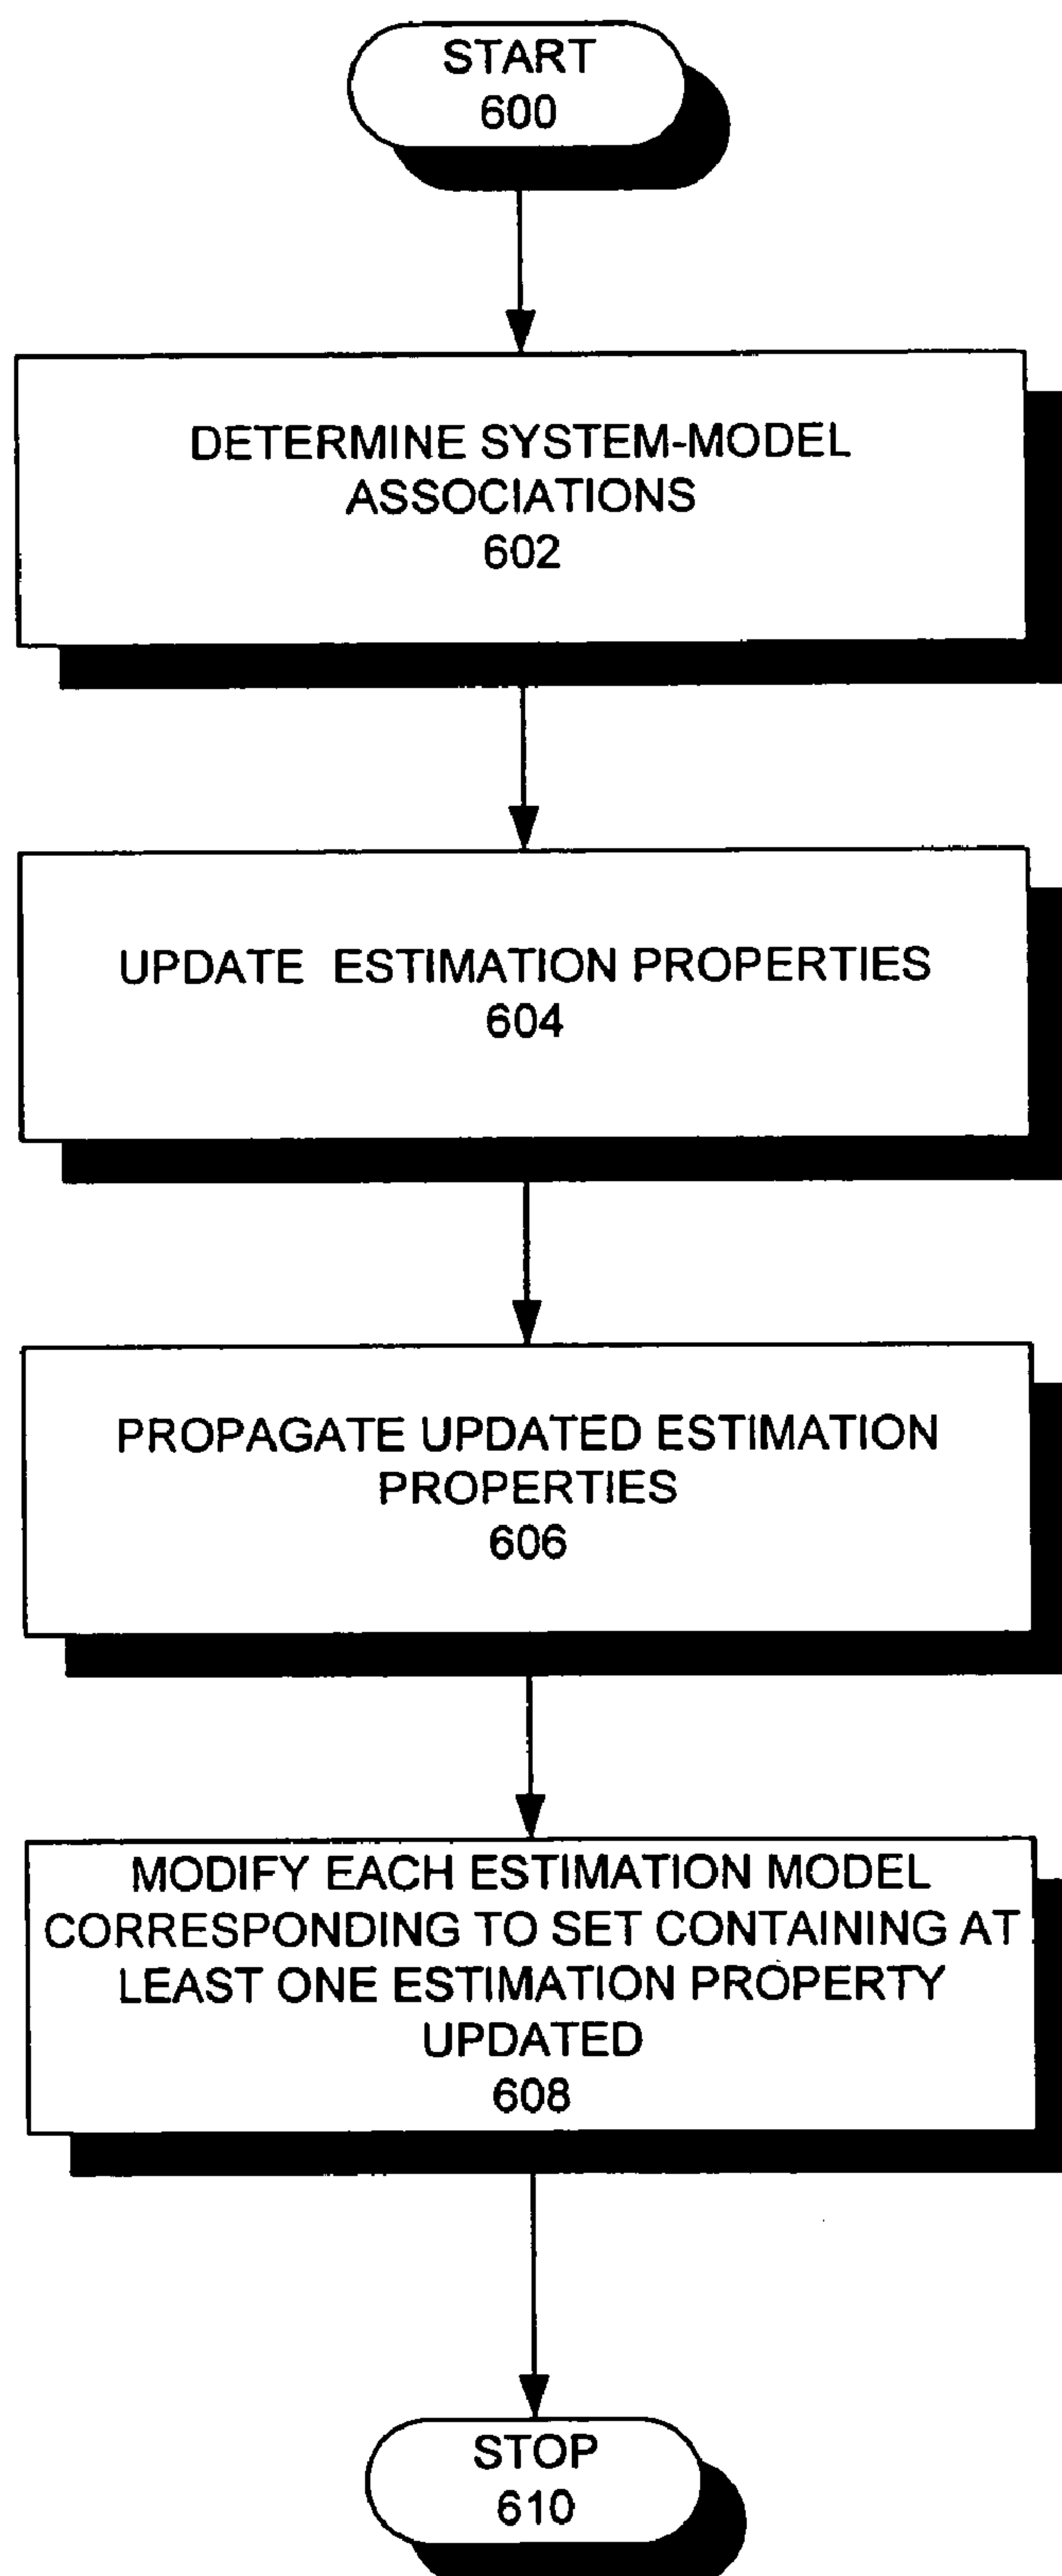 START
600
DETERMINE SYSTEM-MODEL
ASSOCIATIONS
602
UPDATE ESTIMATION PROPERTIES
604
PROPAGATE UPDATED ESTIMATION
PROPERTIES
606
MODIFY EACH ESTIMATION MODEL
CORRESPONDING TO SET CONTAINING AT
LEAST ONE ESTIMATION PROPERTY
UPDATED
608
STOP
610